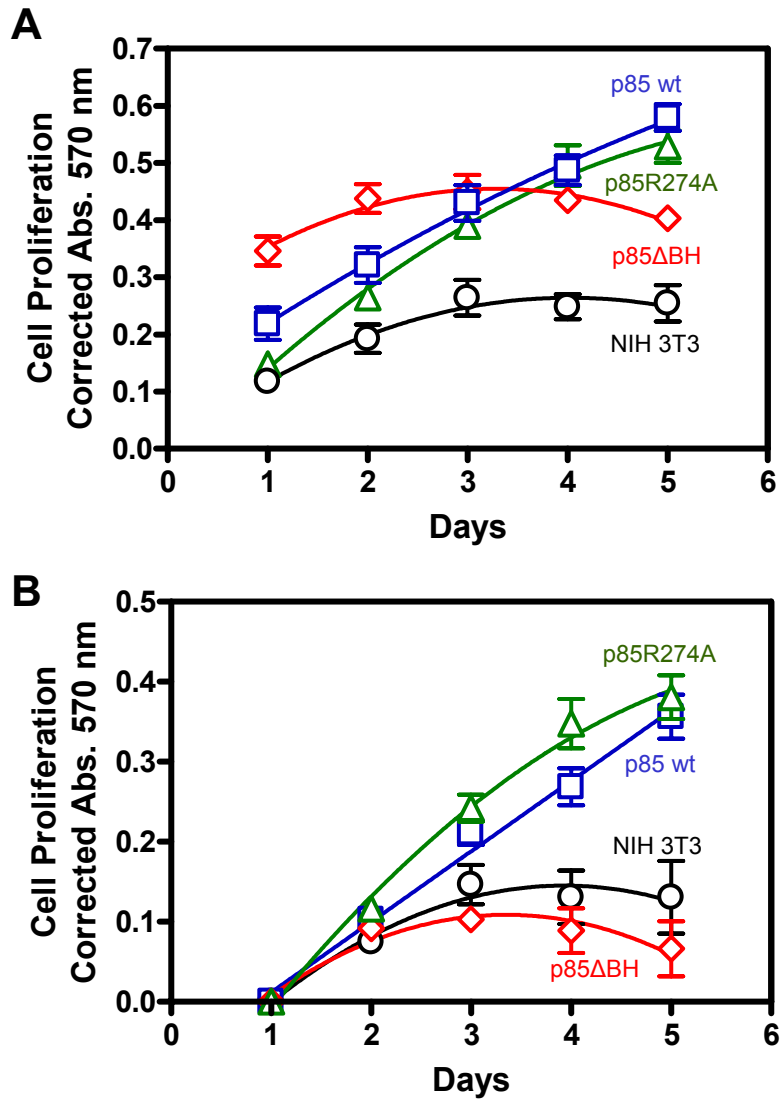 A
0.7
0.6
0.5
0.4
0.3
0.2
0.1
0.0
Cell Proliferation
Corrected Abs. 570 nm
p85 wt
p85R274A
p85ΔBH
NIH 3T3
0 1 2 3 4 5 6
Days
B
0.5
0.4
0.3
0.2
0.1
0.0
Cell Proliferation
Corrected Abs. 570 nm
p85R274A
p85 wt
NIH 3T3
p85ΔBH
0 1 2 3 4 5 6
Days